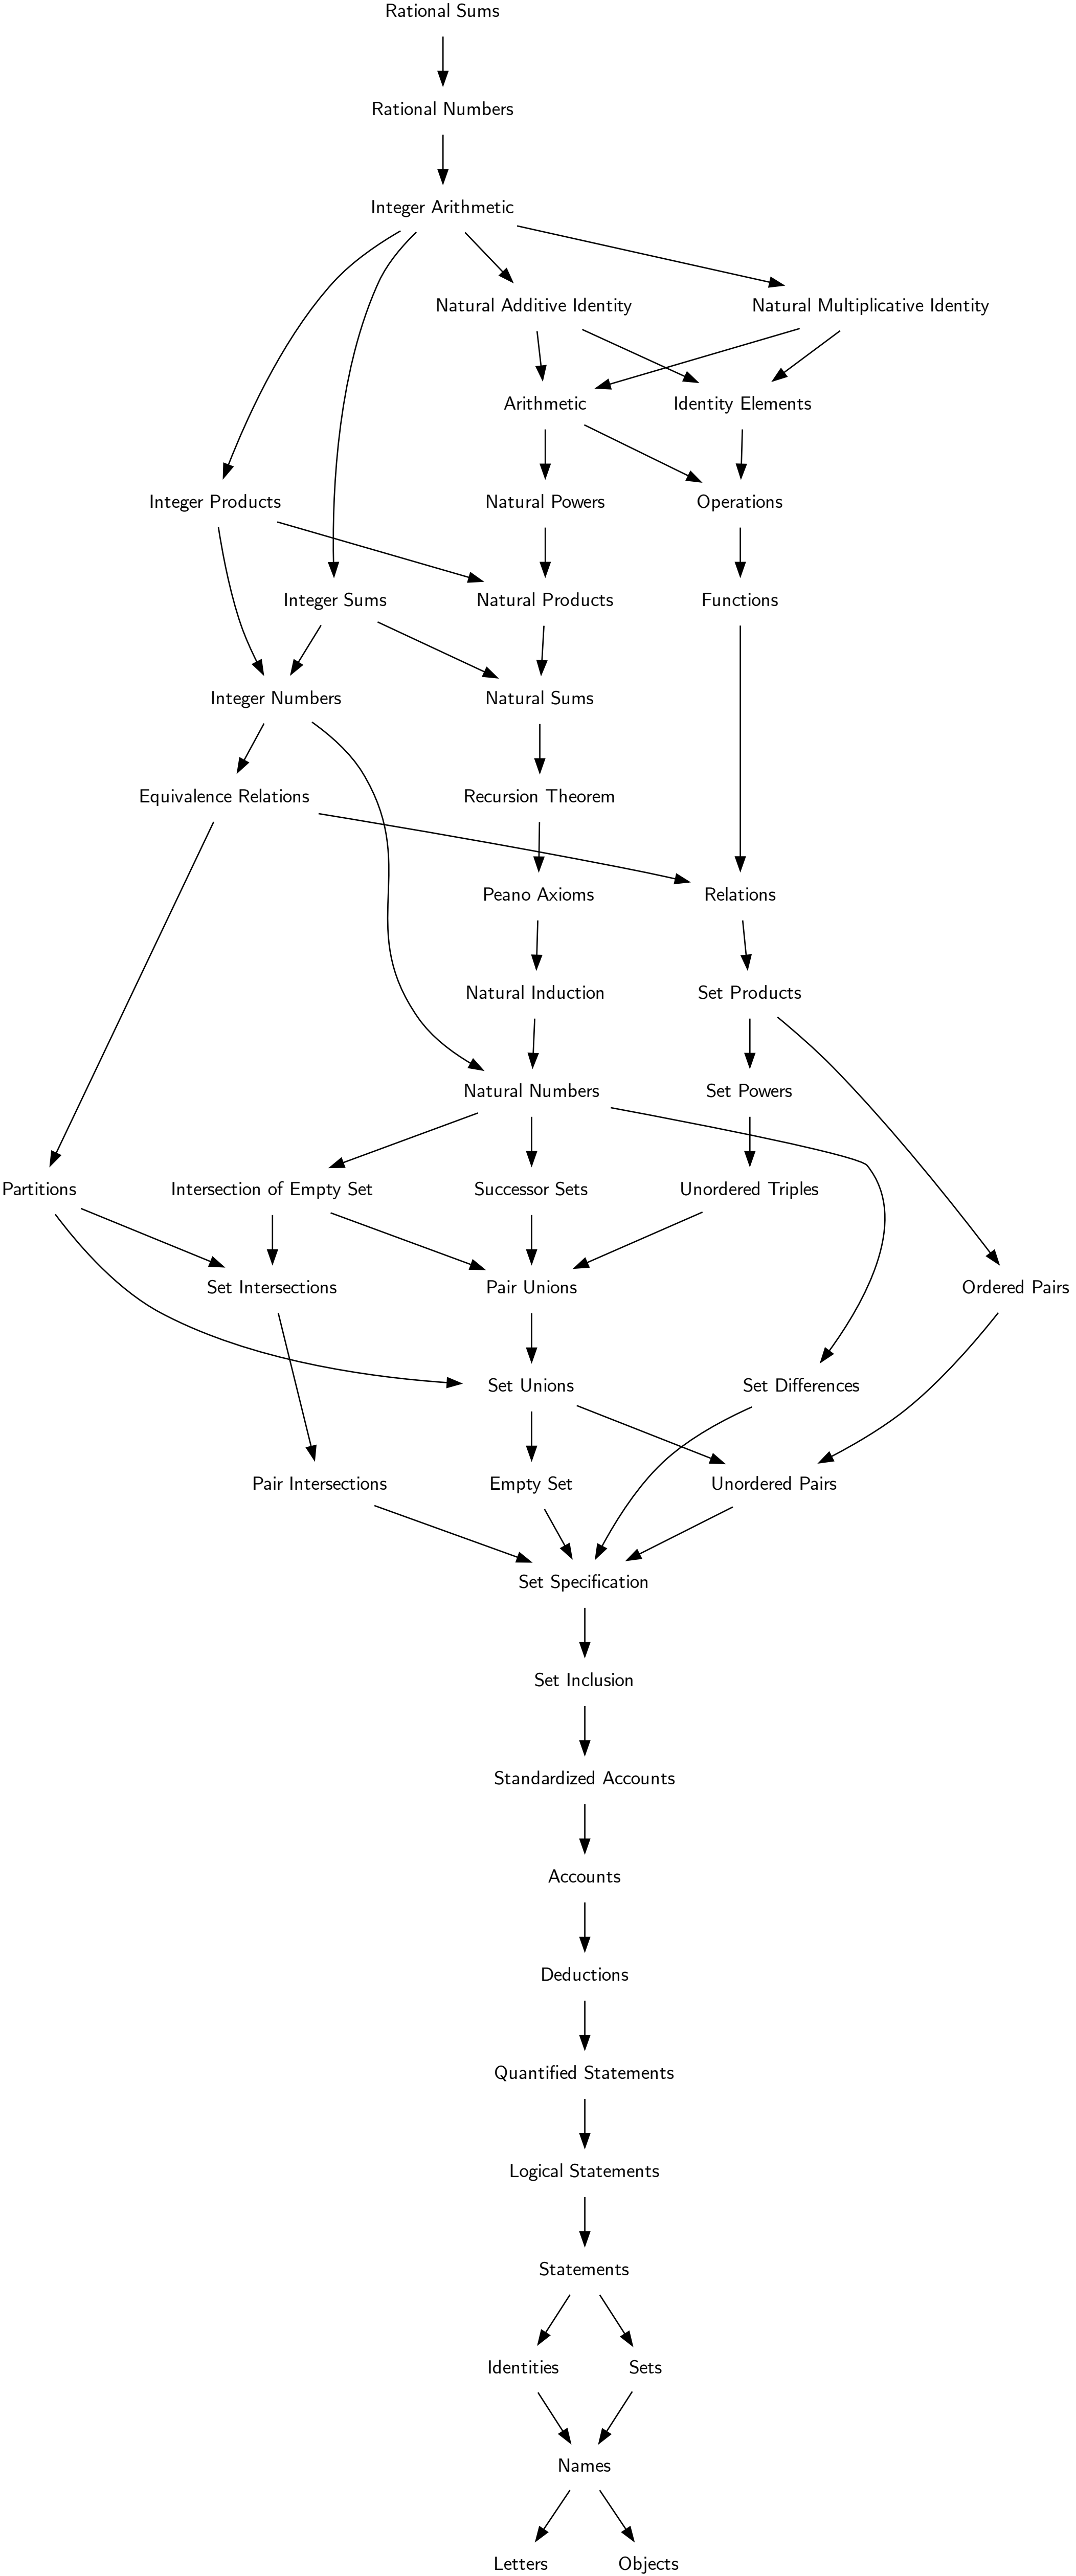 Rational Sums
Rational Numbers
Integer Arithmetic
Natural Additive Identity
Natural Multiplicative Identity
Arithmetic
Identity Elements
Integer Products
Natural Powers
Operations
Integer Sums
Natural Products
Functions
Integer Numbers
Natural Sums
Equivalence Relations
Recursion Theorem
Peano Axioms
Relations
Natural Induction
Set Products
Natural Numbers
Set Powers
Partitions
Intersection of Empty Set
Successor Sets
Unordered Triples
Set Intersections
Pair Unions
Ordered Pairs
Set Unions
Set Differences
Pair Intersections
Empty Set
Unordered Pairs
Set Specification
Set Inclusion
Standardized Accounts
Accounts
Deductions
Quantified Statements
Logical Statements
Statements
Identities
Sets
Names
Letters
Objects